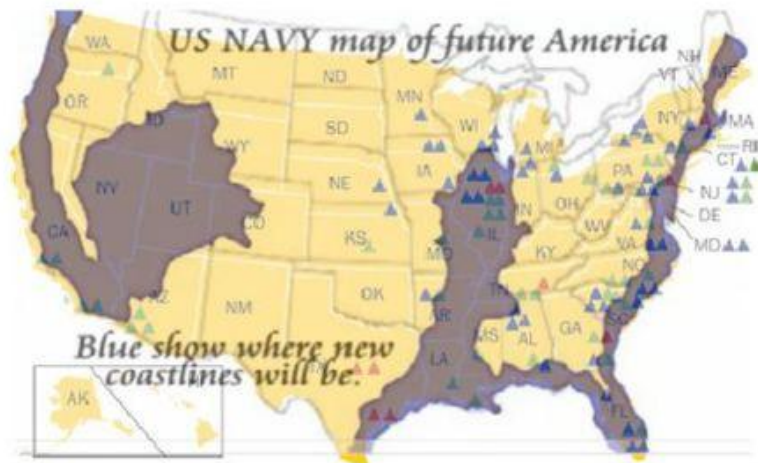 US NAVY map of future America
WA
MT
ND
MN
NH
VT
ME
OR
ID
SD
WI
MI
NY
MA
WY
RI
IA
CT
NV
NE
PA
NJ
UT
IN
OH
DE
CA
CO
IL
WV
MD
KS
MO
KY
VA
NC
AZ
NM
OK
TN
AR
SC
MS
AL
GA
Blue show where new
coastlines will be.
LA
AK
FL